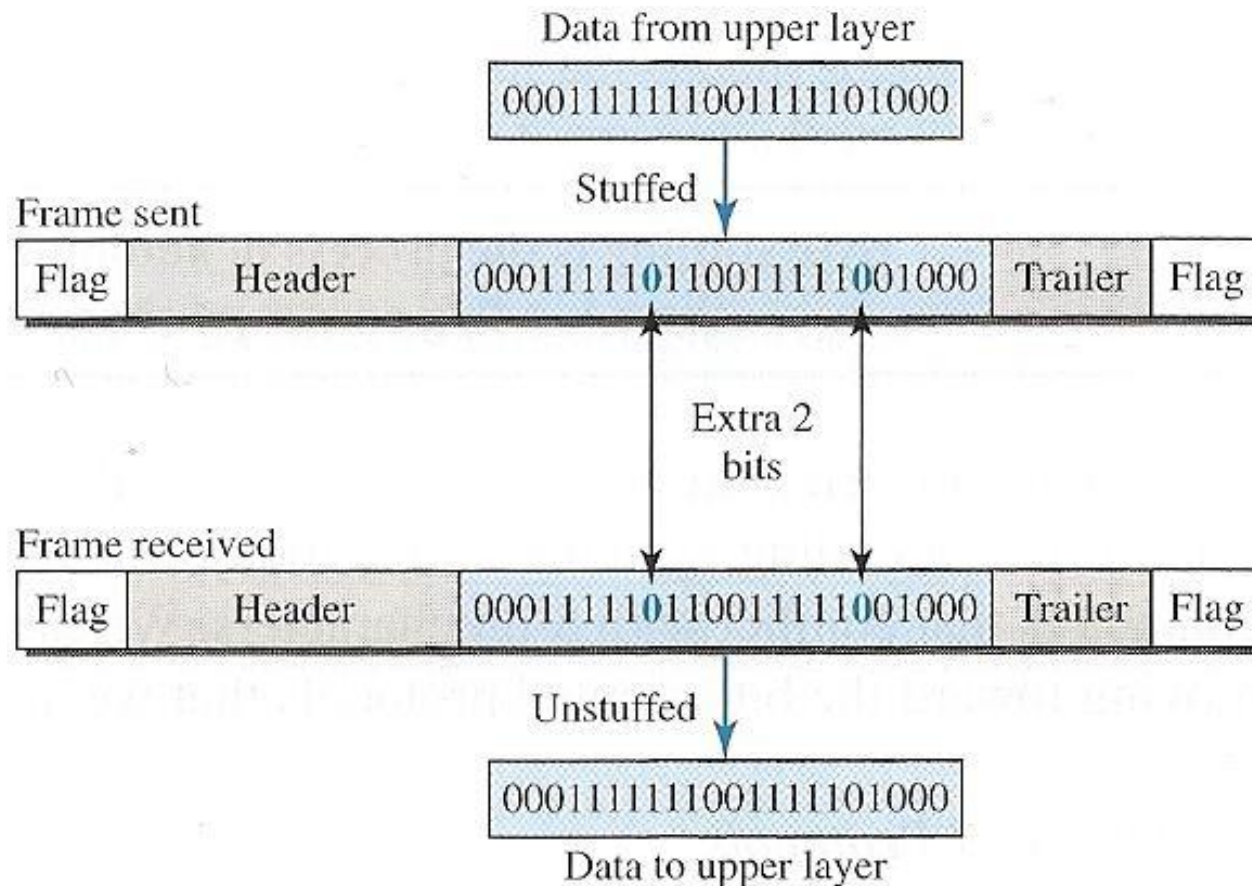 Data from upper layer
0001111111001111101000
Stuffed
Frame sent
Flag Header 000111110110011111001000 Trailer Flag
Extra 2
bits
Frame received
Flag Header 000111110110011111001000 Trailer Flag
Unstuffed
0001111111001111101000
Data to upper layer